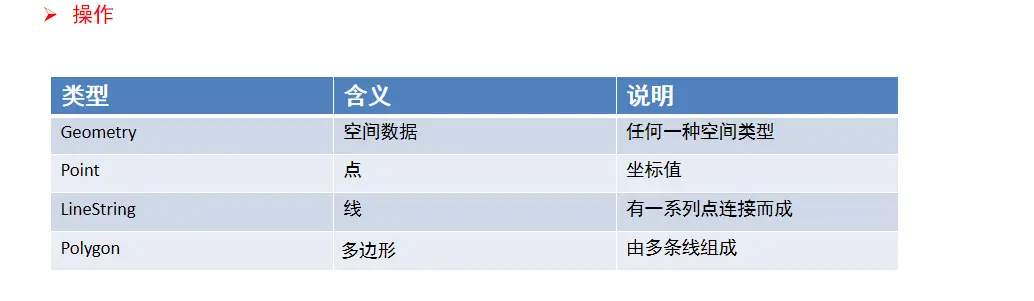 ➢ 操作
类型 含义 说明
Geometry 空间数据 任何一种空间类型
Point 点 坐标值
LineString 线 有一系列点连接而成
Polygon 多边形 由多条线组成